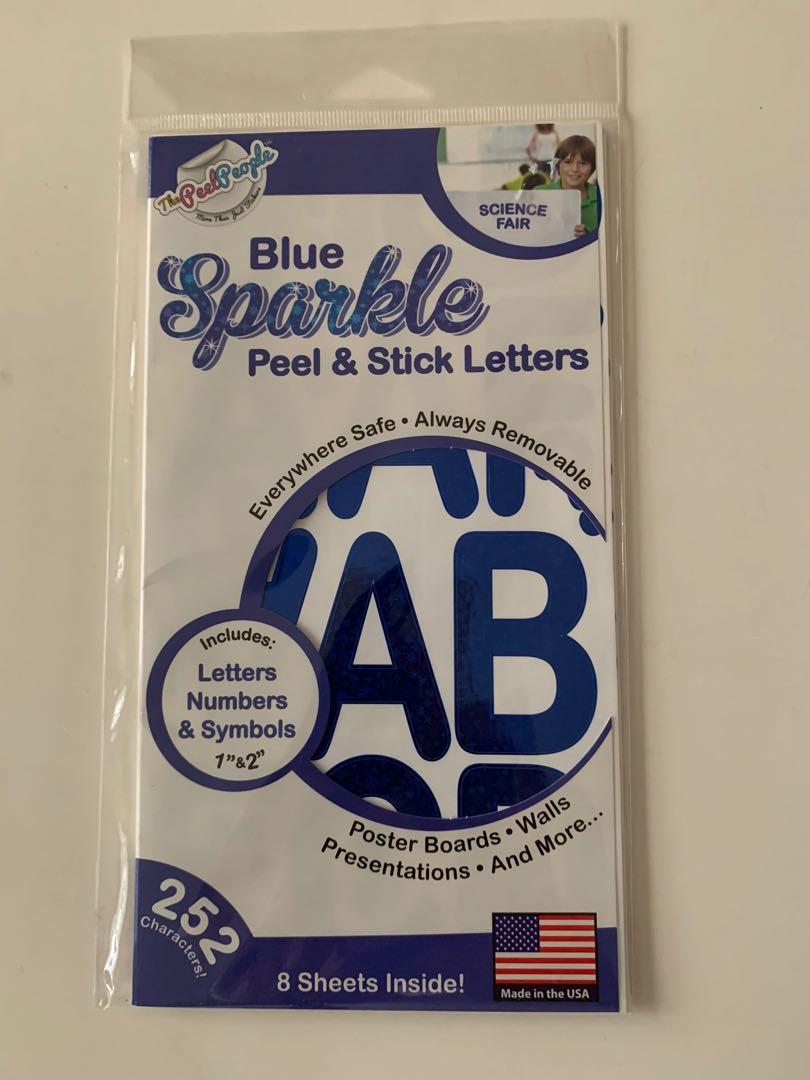 The PeelPeople
More Than Just Stickers
SCIENCE
FAIR
Blue
Sparkle
Peel & Stick Letters
Everywhere Safe • Always Removable
AB
Includes:
Letters
Numbers
& Symbols
1"&2"
Poster Boards • Walls
Presentations • And More...
252
Characters!
8 Sheets Inside!
Made in the USA